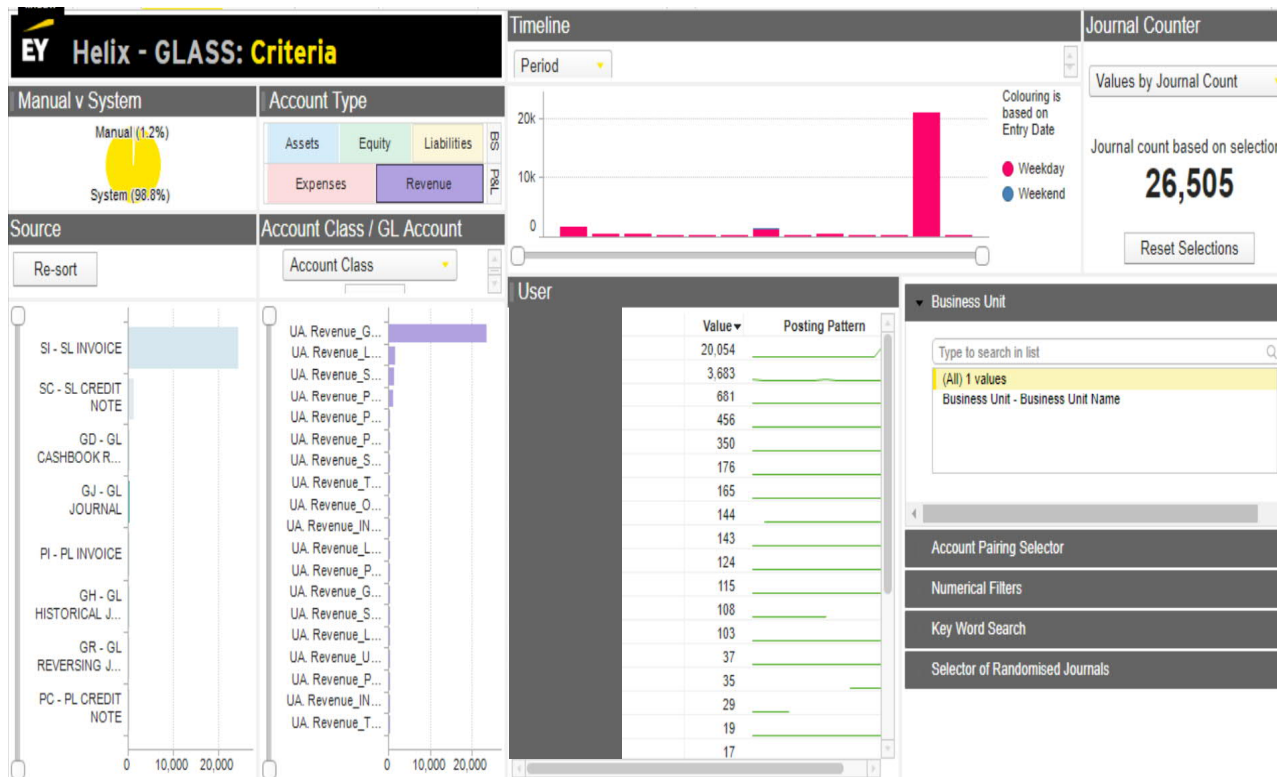 EY Helix - GLASS: Criteria
Manual v System
Manual (1.2%)
System (98.8%)
Account Type
Assets Equity Liabilities BS
Expenses Revenue P&L
Timeline
Period
20k
10k
0
Colouring is
based on
Entry Date
Weekday
Weekend
Journal Counter
Values by Journal Count
Journal count based on selection
26,505
Reset Selections
Source
Re-sort
SI - SL INVOICE
SC - SL CREDIT
NOTE
GD - GL
CASHBOOK R...
GJ - GL
JOURNAL
PI - PL INVOICE
GH - GL
HISTORICAL J...
GR - GL
REVERSING J...
PC - PL CREDIT
NOTE
0 10,000 20,000
Account Class / GL Account
Account Class
UA. Revenue_G...
UA. Revenue_L...
UA. Revenue_S...
UA. Revenue_P...
UA. Revenue_P...
UA. Revenue_P...
UA. Revenue_S...
UA. Revenue_T...
UA. Revenue_O...
UA. Revenue_IN...
UA. Revenue_L...
UA. Revenue_P...
UA. Revenue_G...
UA. Revenue_S...
UA. Revenue_L...
UA. Revenue_U...
UA. Revenue_P...
UA. Revenue_IN...
UA. Revenue_T...
0 10,000 20,000
User
Value Posting Pattern
20,054
3,683
681
456
350
176
165
144
143
124
115
108
103
37
35
29
19
17
Business Unit
Type to search in list
(All) 1 values
Business Unit - Business Unit Name
Account Pairing Selector
Numerical Filters
Key Word Search
Selector of Randomised Journals